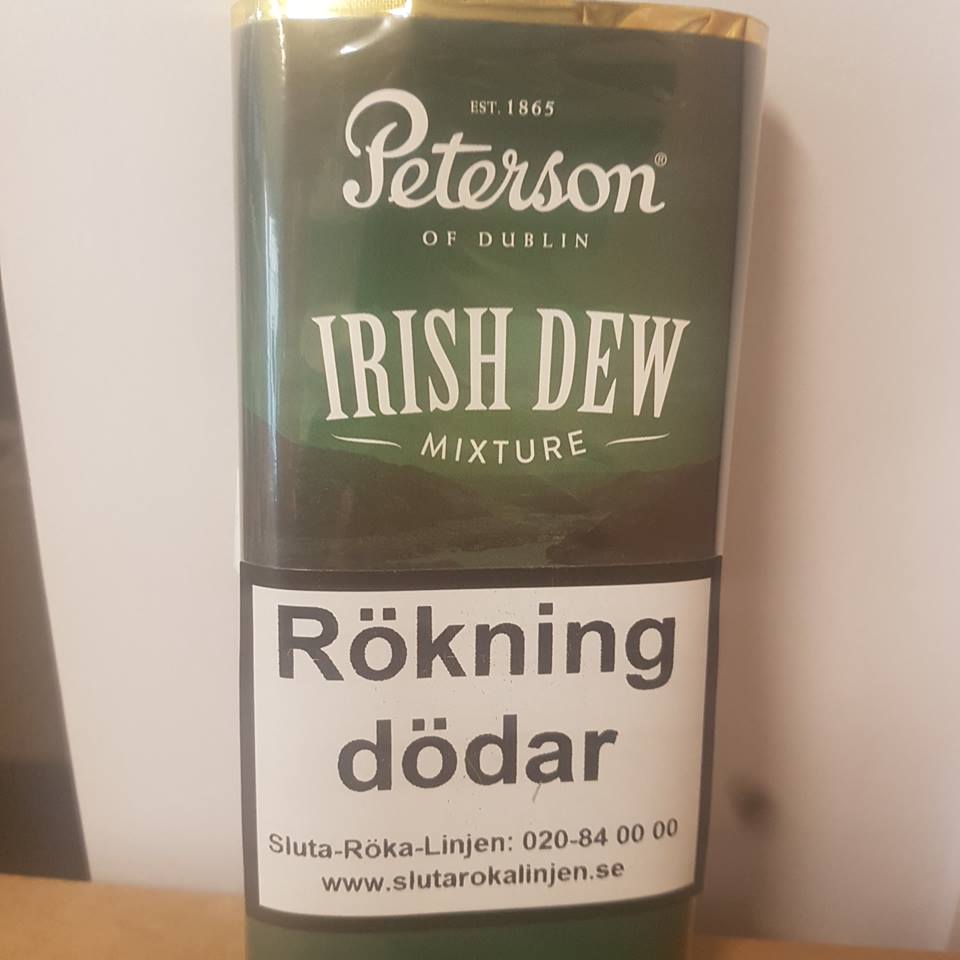 EST. 1865
Peterson®
OF DUBLIN
IRISH DEW
MIXTURE
Rökning
dödar
Sluta-Röka-Linjen: 020-84 00 00
www.slutarokalinjen.se